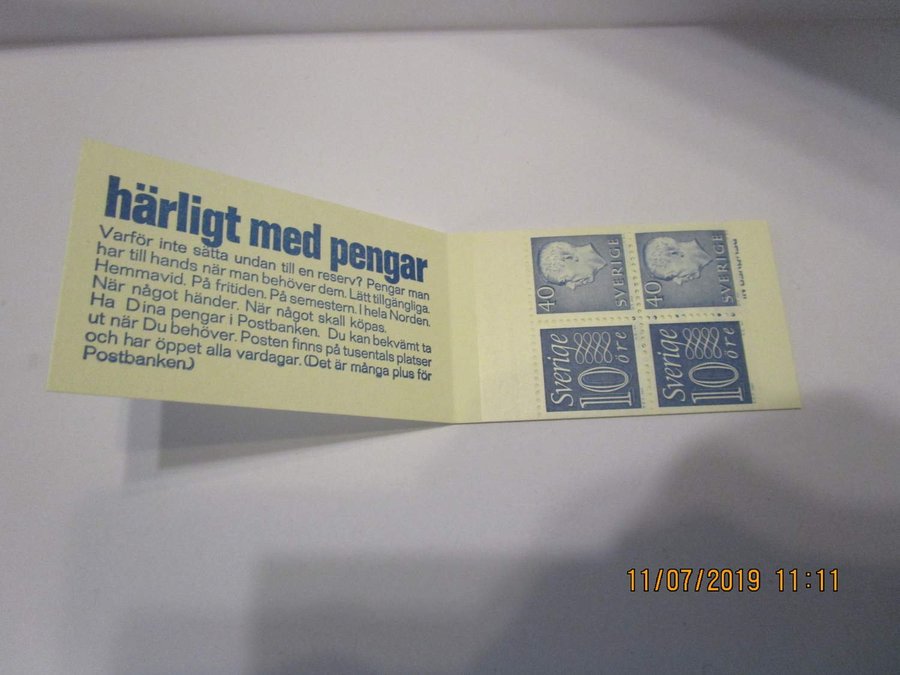 härligt med pengar
Varför inte sätta undan till en reserv? Pengar man
har till hands när man behöver dem. Lätt tillgängliga.
Hemmavid. På fritiden. På semestern. I hela Norden.
När något händer. När något skall köpas.
Ha Dina pengar i Postbanken. Du kan bekvämt ta
ut när Du behöver. Posten finns på tusentals platser
och har öppet alla vardagar. (Det är många plus för
Postbanken.)
40 SVERIGE
40 SVERIGE
Sverige
10
öre
Sverige
10
öre
11/07/2019 11:11